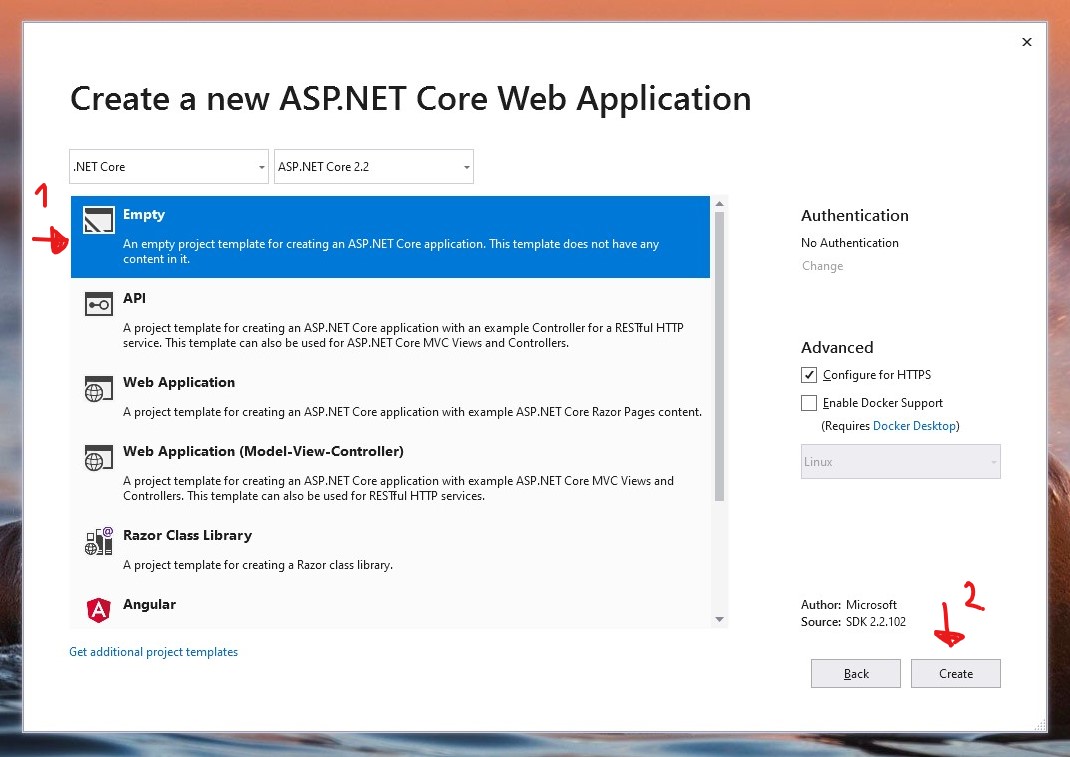 Create a new ASP.NET Core Web Application
.NET Core
ASP.NET Core 2.2
1
Empty
An empty project template for creating an ASP.NET Core application. This template does not have any
content in it.
API
A project template for creating an ASP.NET Core application with an example Controller for a RESTful HTTP
service. This template can also be used for ASP.NET Core MVC Views and Controllers.
Web Application
A project template for creating an ASP.NET Core application with example ASP.NET Core Razor Pages content.
Web Application (Model-View-Controller)
A project template for creating an ASP.NET Core application with example ASP.NET Core MVC Views and
Controllers. This template can also be used for RESTful HTTP services.
Razor Class Library
A project template for creating a Razor class library.
Angular
Get additional project templates
Authentication
No Authentication
Change
Advanced
Configure for HTTPS
Enable Docker Support
(Requires Docker Desktop)
Linux
Author: Microsoft
Source: SDK 2.2.102
2
Back
Create